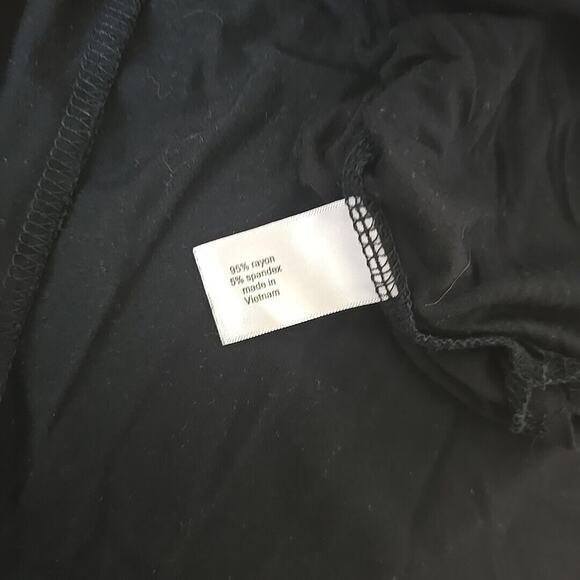 95% rayon
5% spandex
made in
Vietnam